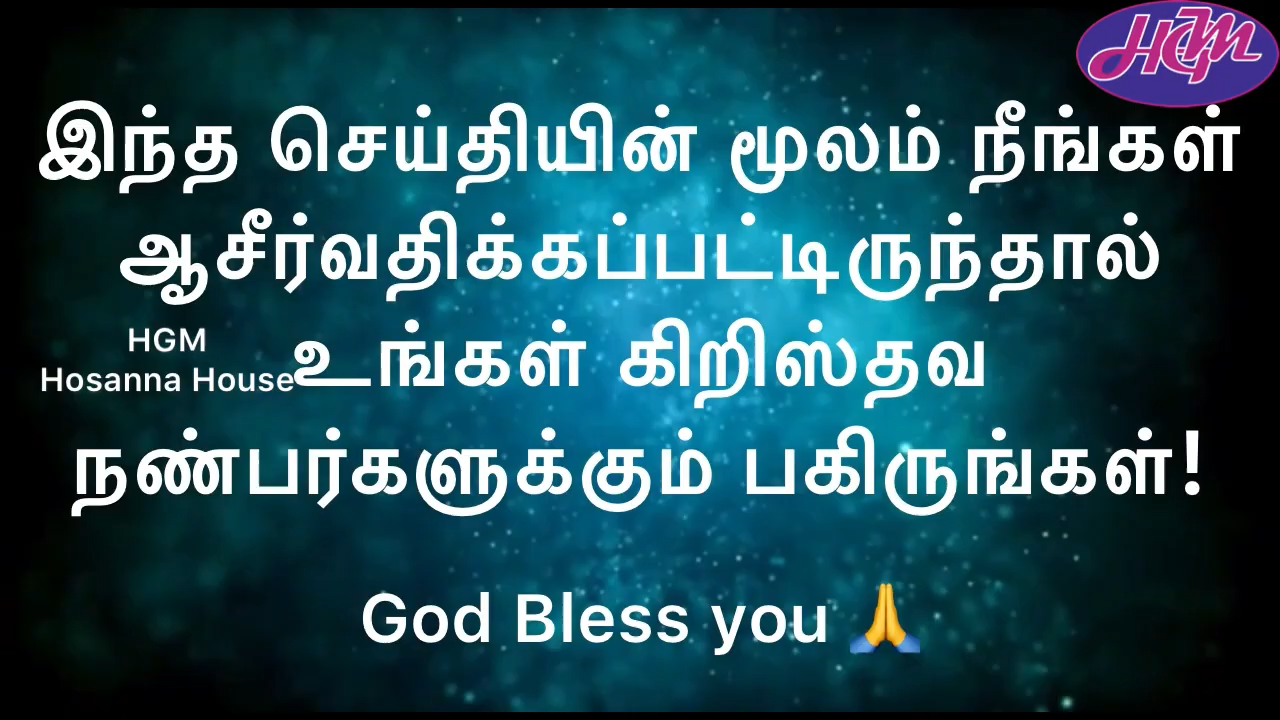 HGM
இந்த செய்தியின் மூலம் நீங்கள்
ஆசீர்வதிக்கப்பட்டிருந்தால்
HGM
Hosanna House
உங்கள் கிறிஸ்தவ
நண்பர்களுக்கும் பகிருங்கள்!
God Bless you 🙏